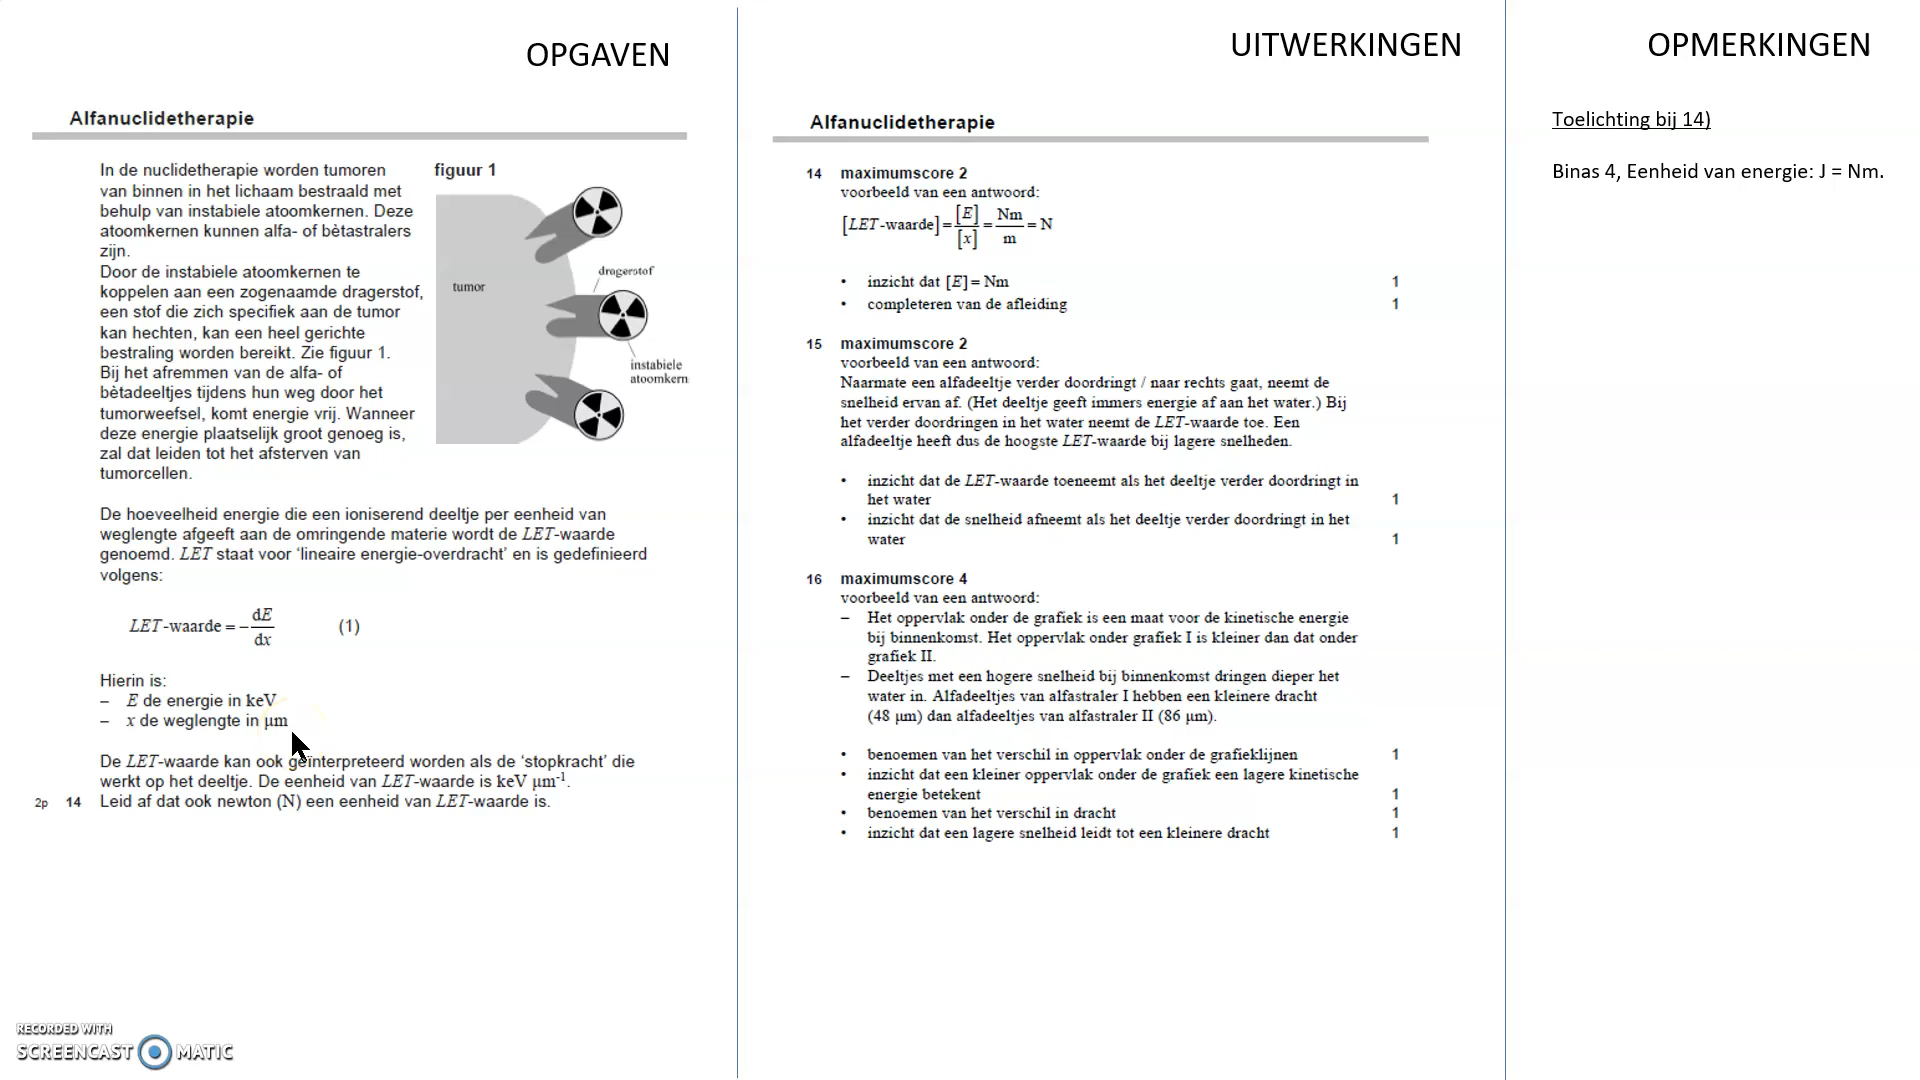 OPGAVEN
Alfanuclidetherapie
In de nuclidetherapie worden tumoren
van binnen in het lichaam bestraald met
behulp van instabiele atoomkernen. Deze
atoomkernen kunnen alfa- of bètastralers
zijn.
Door de instabiele atoomkernen te
koppelen aan een zogenaamde dragerstof,
een stof die zich specifiek aan de tumor
kan hechten, kan een heel gerichte
bestraling worden bereikt. Zie figuur 1.
Bij het afremmen van de alfa- of
bètadeeltjes tijdens hun weg door het
tumorweefsel, komt energie vrij. Wanneer
deze energie plaatselijk groot genoeg is,
zal dat leiden tot het afsterven van
tumorcellen.
figuur 1
dragerstof
tumor
instabiele
atoomkern
De hoeveelheid energie die een ioniserend deeltje per eenheid van
weglengte afgeeft aan de omringende materie wordt de LET-waarde
genoemd. LET staat voor ‘lineaire energie-overdracht’ en is gedefinieerd
volgens:
LET-waarde = −dE/dx (1)
Hierin is:
– E de energie in keV
– x de weglengte in μm
De LET-waarde kan ook geïnterpreteerd worden als de ‘stopkracht’ die
werkt op het deeltje. De eenheid van LET-waarde is keV μm⁻¹.
2p 14 Leid af dat ook newton (N) een eenheid van LET-waarde is.
RECORDED WITH
SCREENCAST MATIC
UITWERKINGEN
Alfanuclidetherapie
14 maximumscore 2
voorbeeld van een antwoord:
[LET-waarde] = [E]/[x] = Nm/m = N
• inzicht dat [E] = Nm 1
• completeren van de afleiding 1
15 maximumscore 2
voorbeeld van een antwoord:
Naarmate een alfadeeltje verder doordringt / naar rechts gaat, neemt de
snelheid ervan af. (Het deeltje geeft immers energie af aan het water.) Bij
het verder doordringen in het water neemt de LET-waarde toe. Een
alfadeeltje heeft dus de hoogste LET-waarde bij lagere snelheden.
• inzicht dat de LET-waarde toeneemt als het deeltje verder doordringt in
het water 1
• inzicht dat de snelheid afneemt als het deeltje verder doordringt in het
water 1
16 maximumscore 4
voorbeeld van een antwoord:
– Het oppervlak onder de grafiek is een maat voor de kinetische energie
bij binnenkomst. Het oppervlak onder grafiek I is kleiner dan dat onder
grafiek II.
– Deeltjes met een hogere snelheid bij binnenkomst dringen dieper het
water in. Alfadeeltjes van alfastraler I hebben een kleinere dracht
(48 μm) dan alfadeeltjes van alfastraler II (86 μm).
• benoemen van het verschil in oppervlak onder de grafieklijnen 1
• inzicht dat een kleiner oppervlak onder de grafiek een lagere kinetische
energie betekent 1
• benoemen van het verschil in dracht 1
• inzicht dat een lagere snelheid leidt tot een kleinere dracht 1
OPMERKINGEN
Toelichting bij 14)
Binas 4, Eenheid van energie: J = Nm.